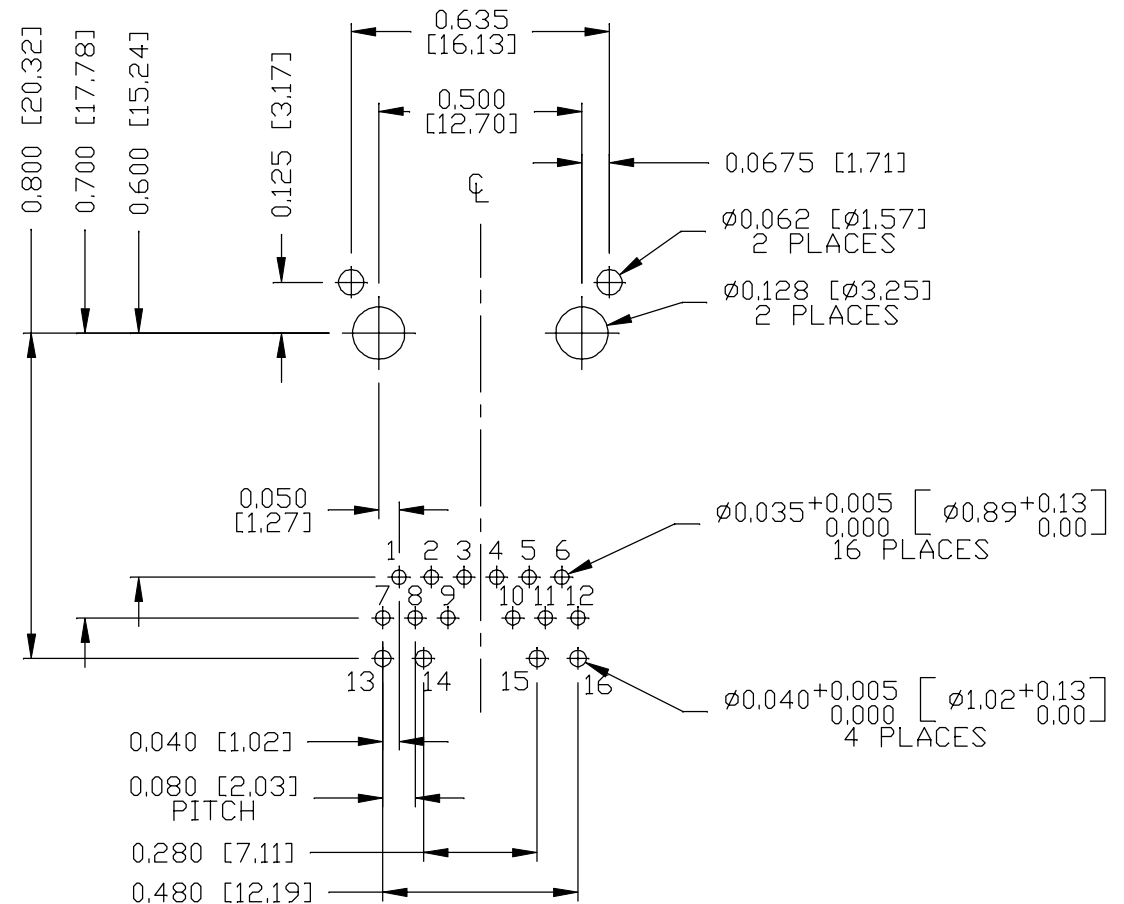 0.635
[16.13]
0.800 [20.32]
0.700 [17.78]
0.600 [15.24]
0.125 [3.17]
0.500
[12.70]
0.0675 [1.71]
CL
Ø0.062 [Ø1.57]
2 PLACES
Ø0.128 [Ø3.25]
2 PLACES
0.050
[1.27]
Ø0.035 +0.005 0.000 [Ø0.89 +0.13 0.00]
16 PLACES
1 2 3 4 5 6
7 8 9 10 11 12
13 14 15 16
Ø0.040 +0.005 0.000 [Ø1.02 +0.13 0.00]
4 PLACES
0.040 [1.02]
0.080 [2.03]
PITCH
0.280 [7.11]
0.480 [12.19]